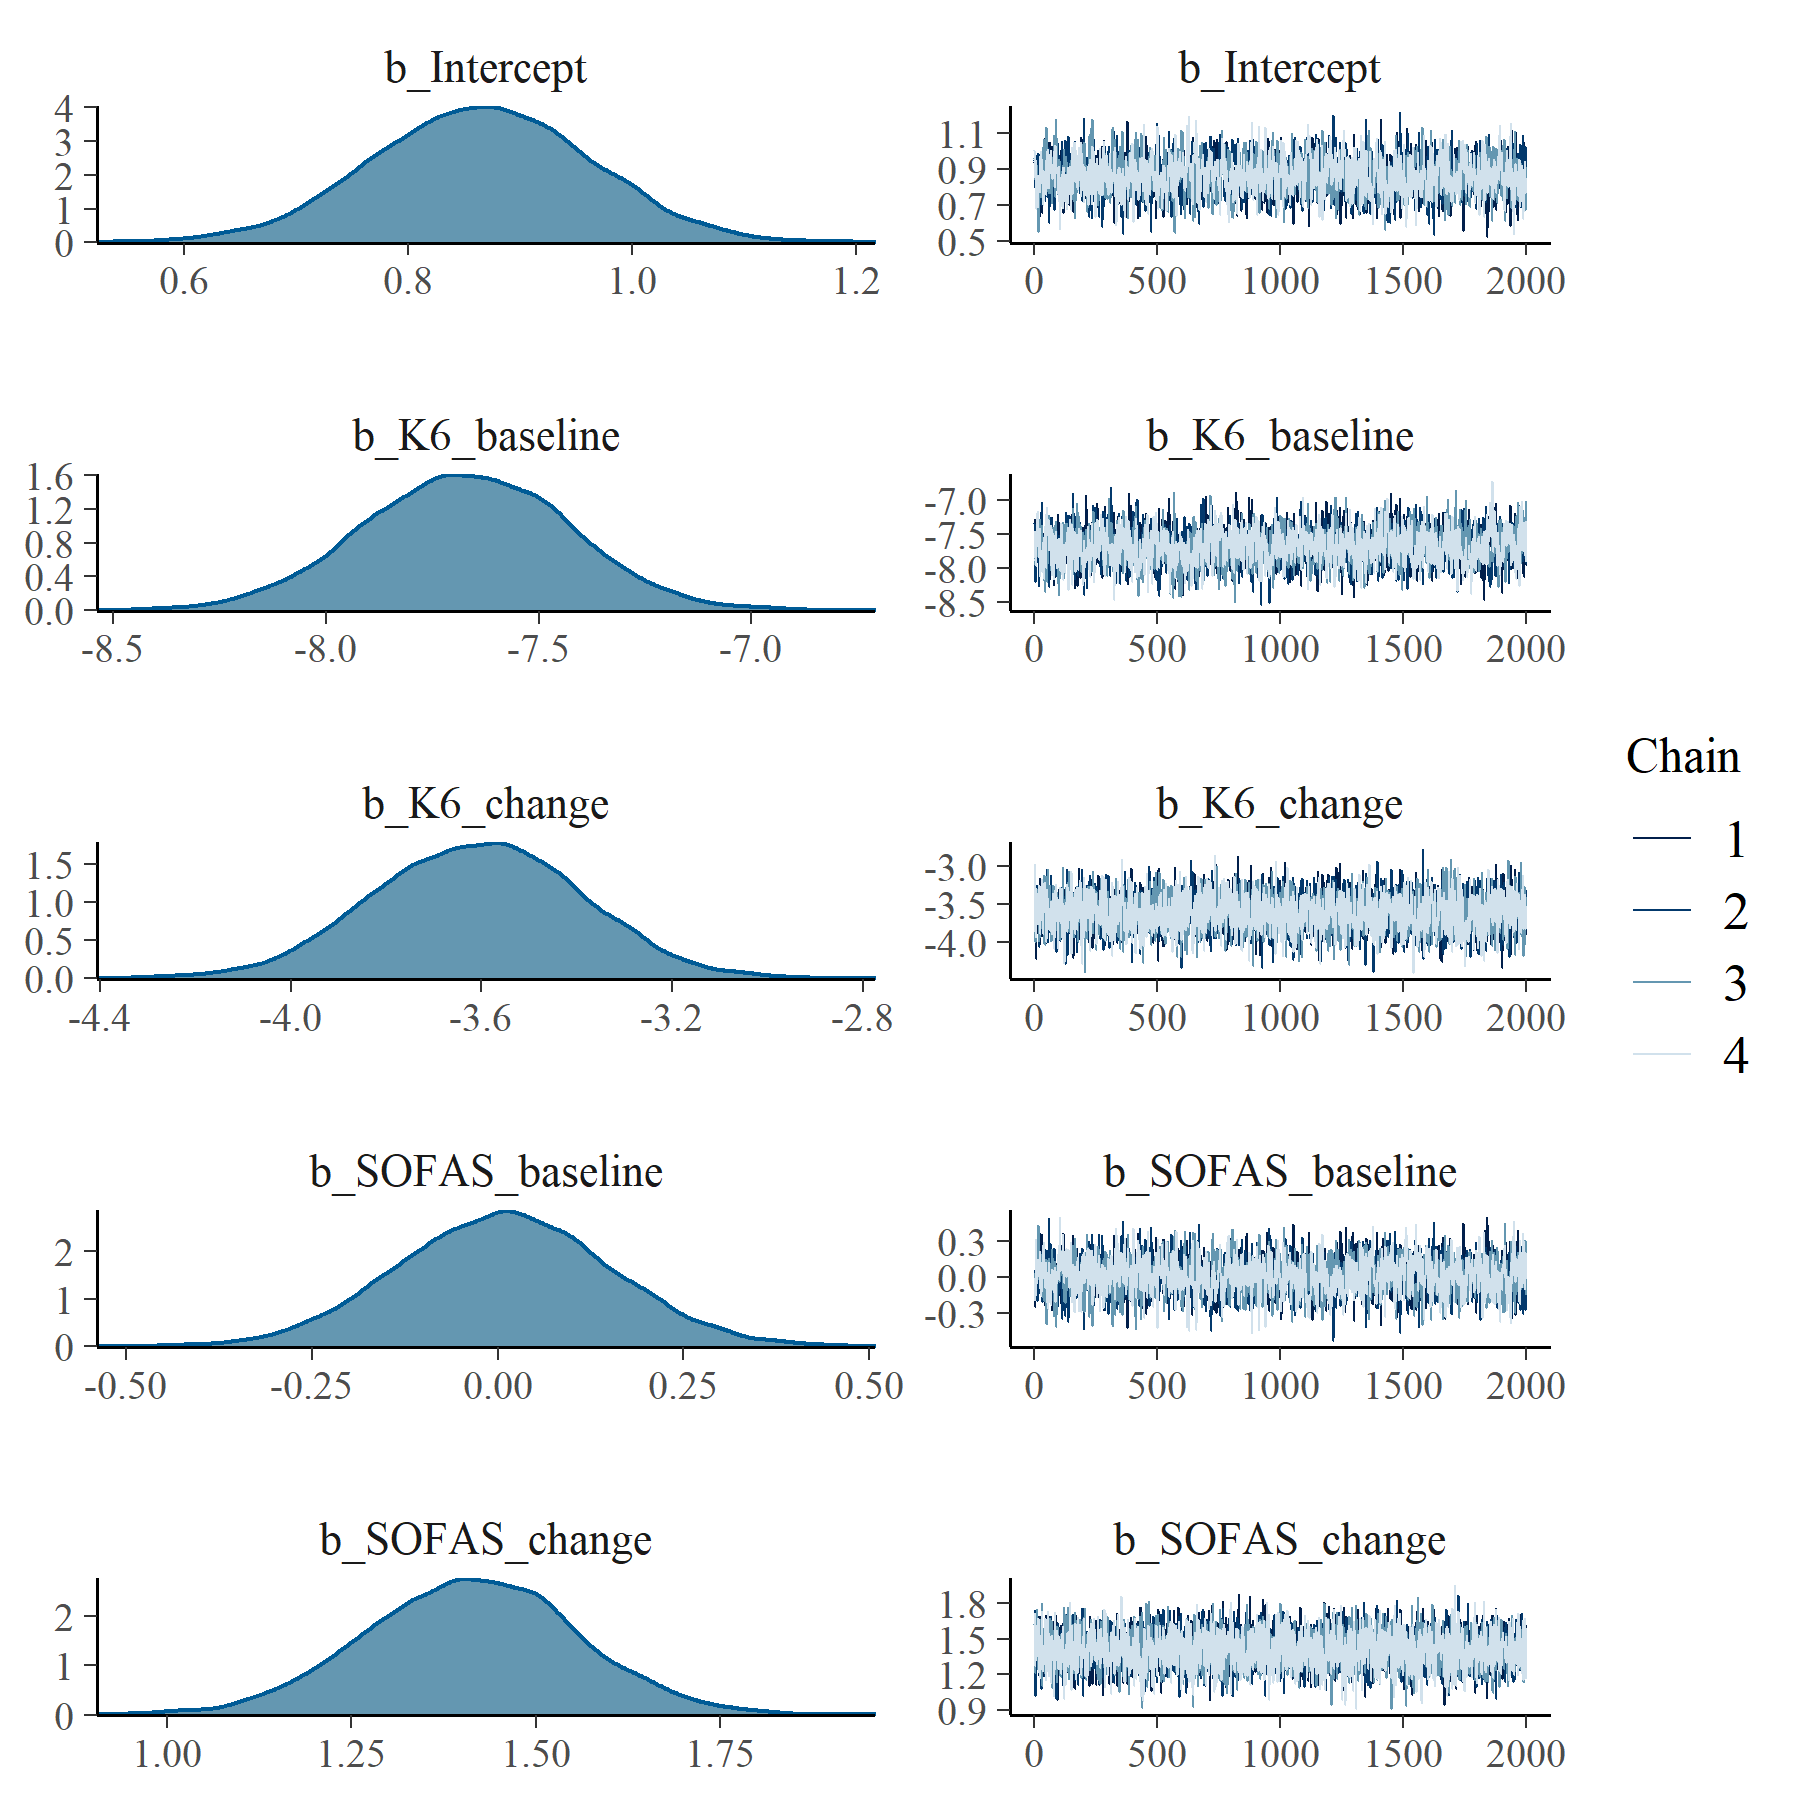 b_Intercept b_Intercept
4
3
2
1
0
0.6 0.8 1.0 1.2
1.1
0.9
0.7
0.5
0 500 1000 1500 2000
b_K6_baseline b_K6_baseline
1.6
1.2
0.8
0.4
0.0
-8.5 -8.0 -7.5 -7.0
-7.0
-7.5
-8.0
-8.5
0 500 1000 1500 2000
b_K6_change b_K6_change
1.5
1.0
0.5
0.0
-4.4 -4.0 -3.6 -3.2 -2.8
-3.0
-3.5
-4.0
0 500 1000 1500 2000
b_SOFAS_baseline b_SOFAS_baseline
2
1
0
-0.50 -0.25 0.00 0.25 0.50
0.3
0.0
-0.3
0 500 1000 1500 2000
b_SOFAS_change b_SOFAS_change
2
1
0
1.00 1.25 1.50 1.75
1.8
1.5
1.2
0.9
0 500 1000 1500 2000
Chain
1
2
3
4